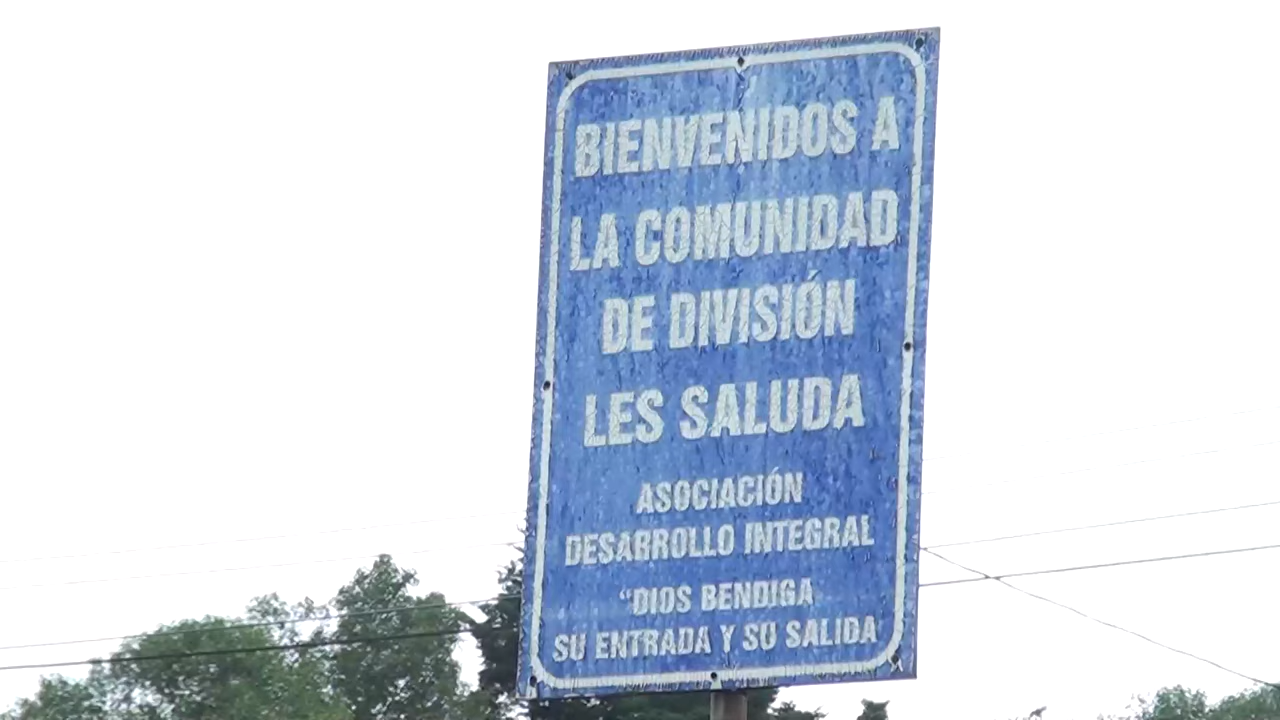 BIENVENIDOS A
LA COMUNIDAD
DE DIVISIÓN
LES SALUDA
ASOCIACIÓN
DESARROLLO INTEGRAL
“DIOS BENDIGA
SU ENTRADA Y SU SALIDA